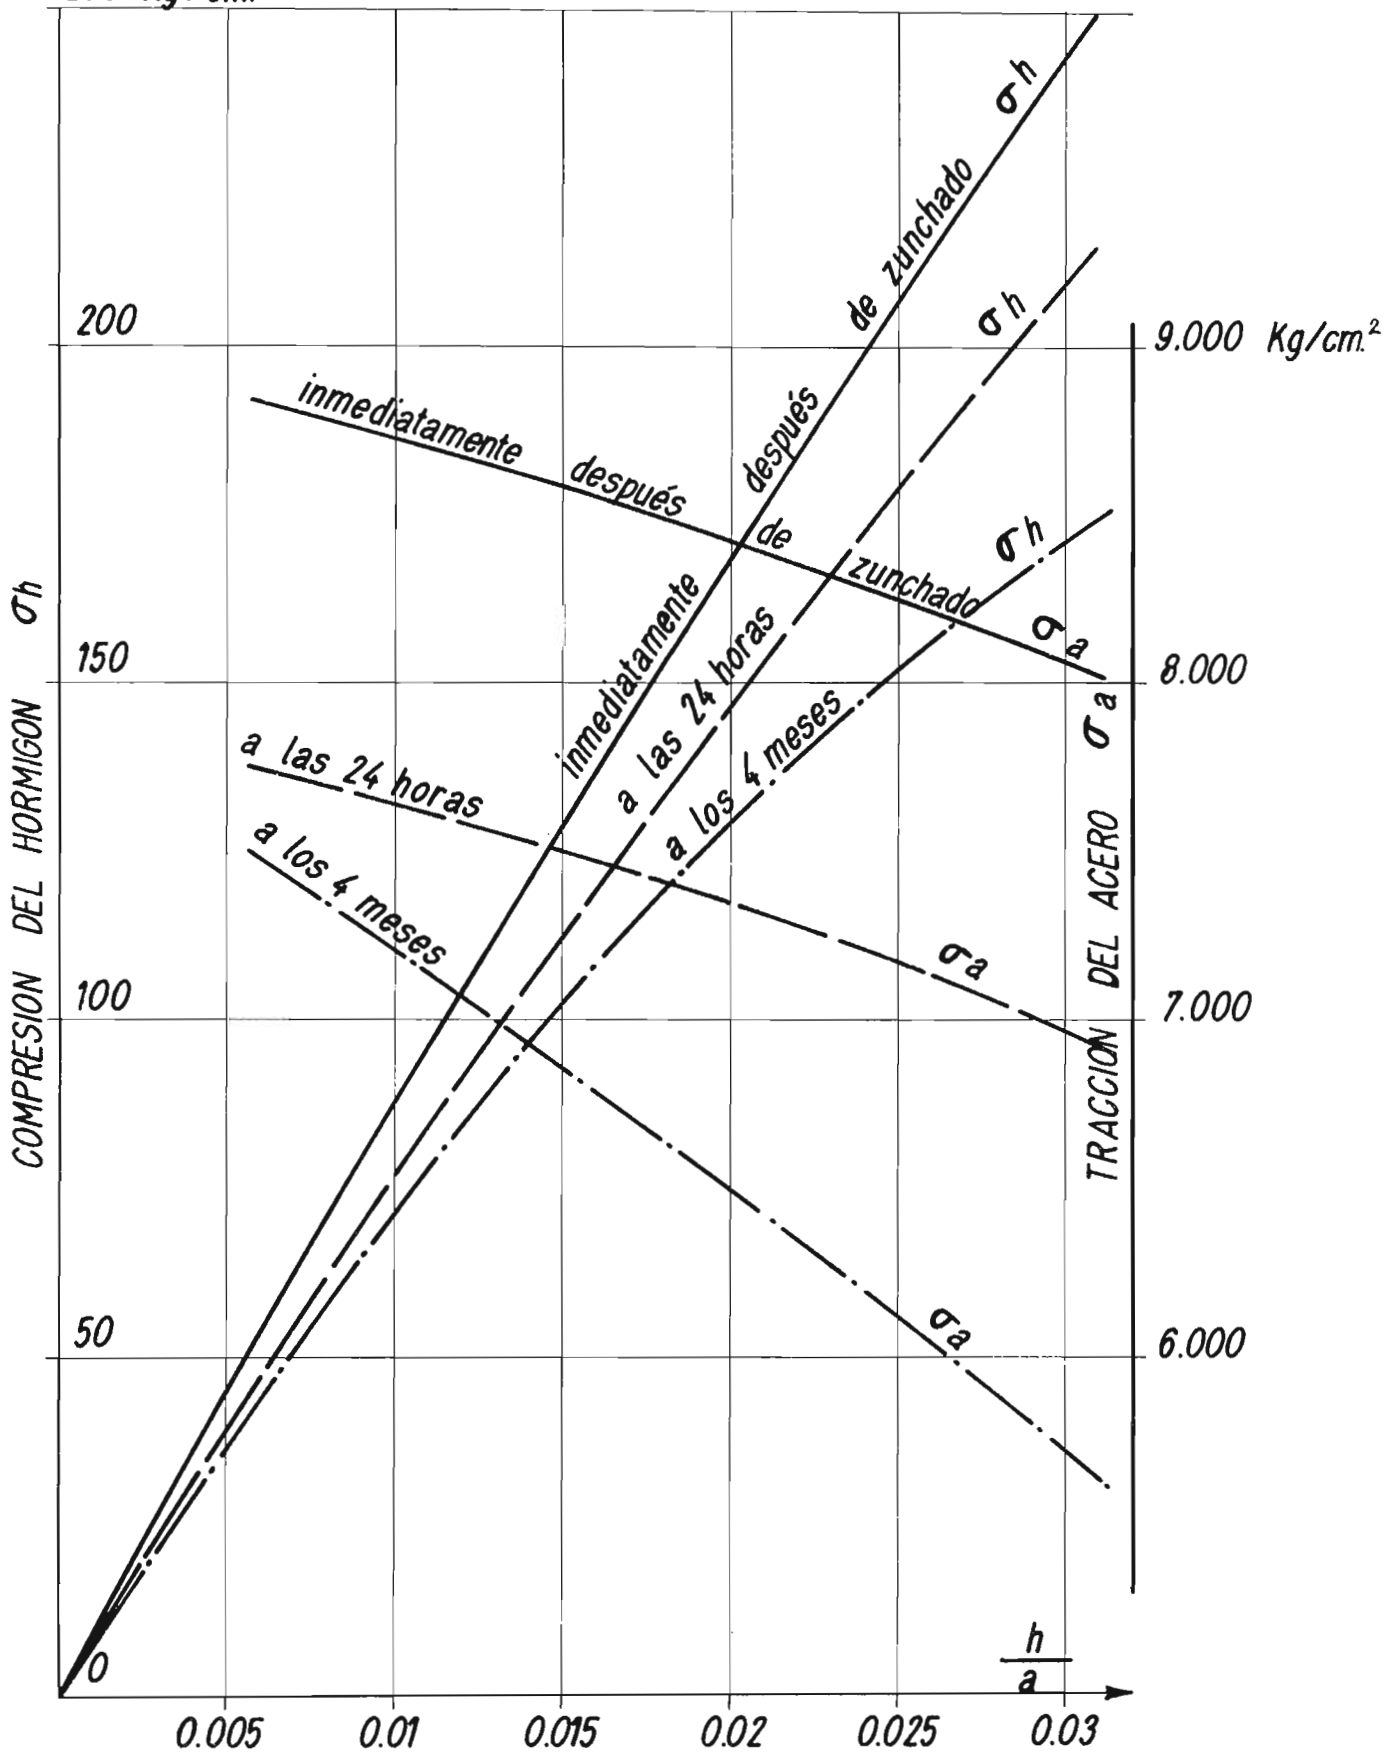 200
150
100
50
0
COMPRESION DEL HORMIGON σh
inmediatamente después de zunchado σh
a las 24 horas σh
a los 4 meses σh
inmediatamente después de zunchado σa
a las 24 horas σa
a los 4 meses σa
9.000 Kg/cm.²
8.000
7.000
6.000
TRACCION DEL ACERO σa
h
a
0.005 0.01 0.015 0.02 0.025 0.03